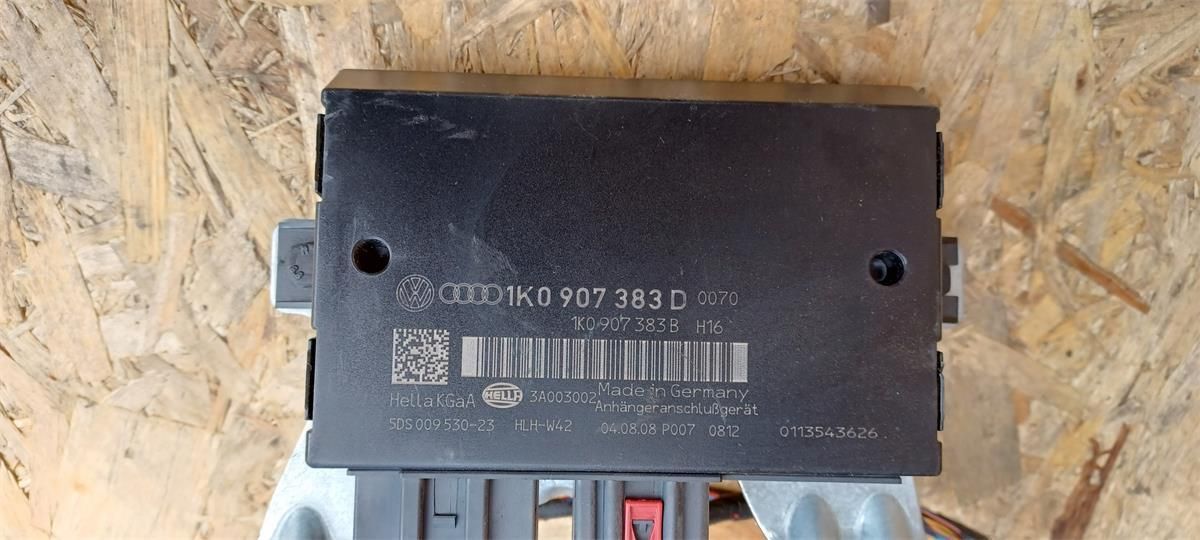 1K0 907 383 D 0070
1K0 907 383 B H16
Hella KGaA HELLA 3A003002 Made in Germany
Anhängeranschlußgerät
5DS 009 530-23 HLH-W42 04.08.08 P007 0812 0113543626